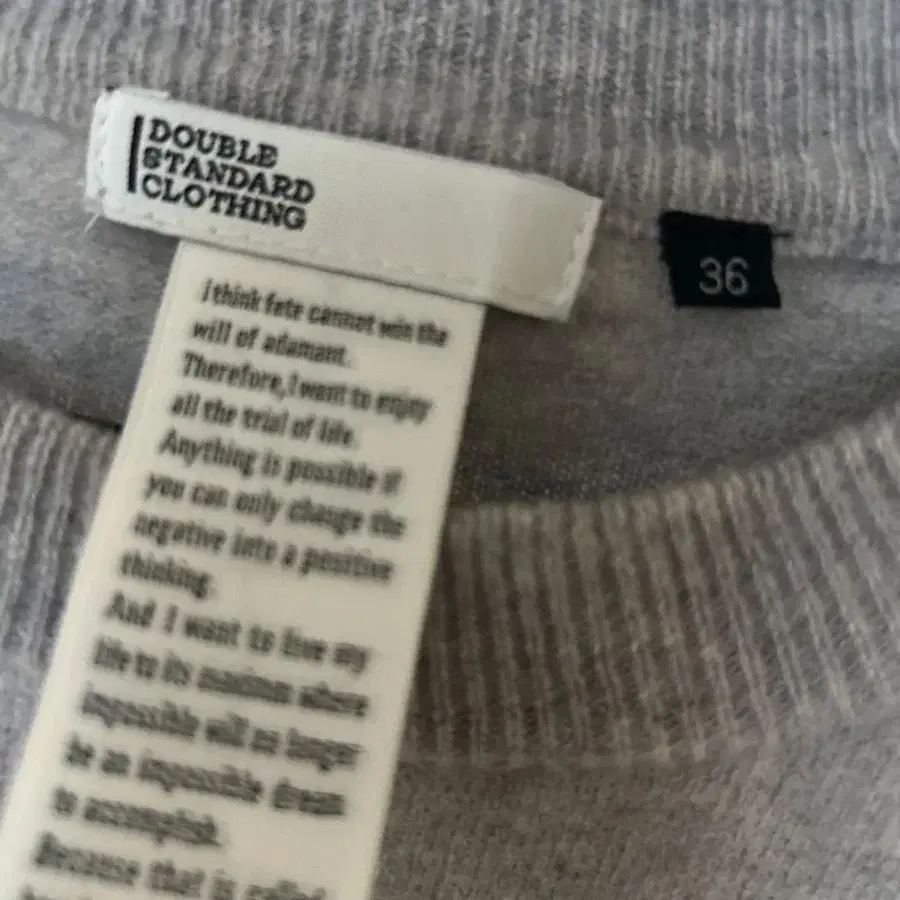 DOUBLE
STANDARD
CLOTHING
36
I think fete cannot win the
will of adamant.
Therefore, I want to enjoy
all the trial of life.
Anything is possible if
you can only change the
negative into a positive
thinking.
And I want to live my
life to its maximum where
impossible will no longer
be an impossible dream
to accomplish.
Because that is called